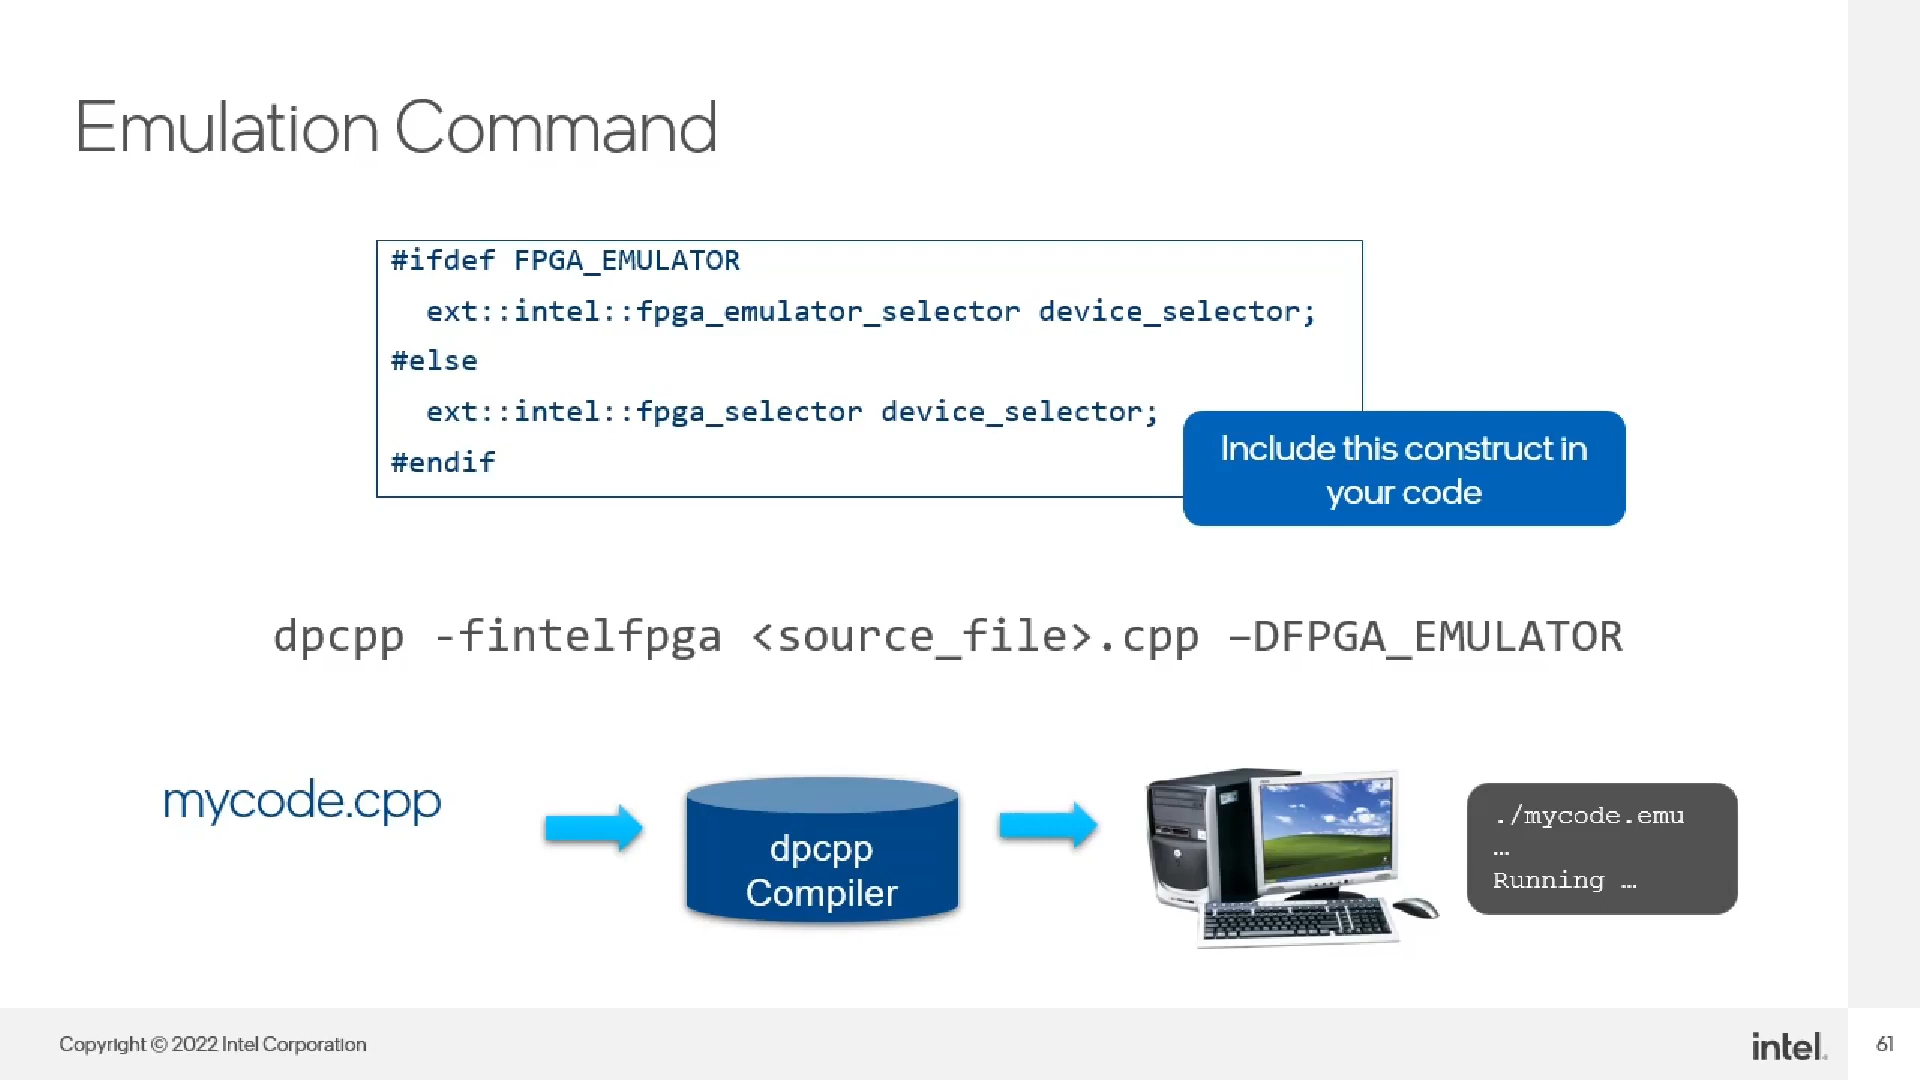 Emulation Command
#ifdef FPGA_EMULATOR
ext::intel::fpga_emulator_selector device_selector;
#else
ext::intel::fpga_selector device_selector;
#endif
Include this construct in
your code
dpcpp -fintelfpga <source_file>.cpp –DFPGA_EMULATOR
mycode.cpp
dpcpp
Compiler
./mycode.emu
…
Running …
Copyright © 2022 Intel Corporation
intel.
61